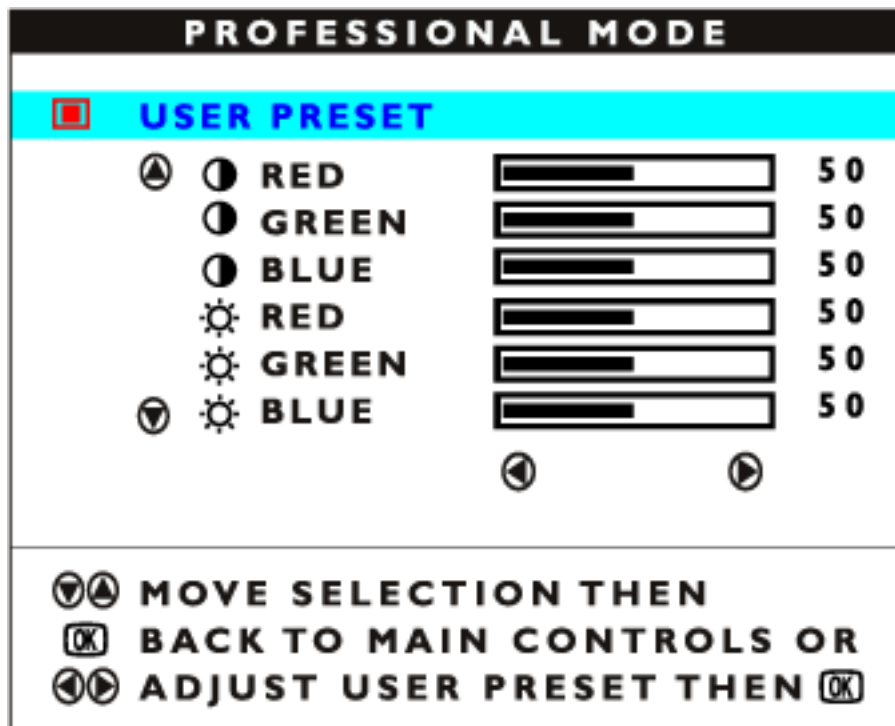 PROFESSIONAL MODE
USER PRESET
RED 50
GREEN 50
BLUE 50
RED 50
GREEN 50
BLUE 50
MOVE SELECTION THEN
OK BACK TO MAIN CONTROLS OR
ADJUST USER PRESET THEN OK